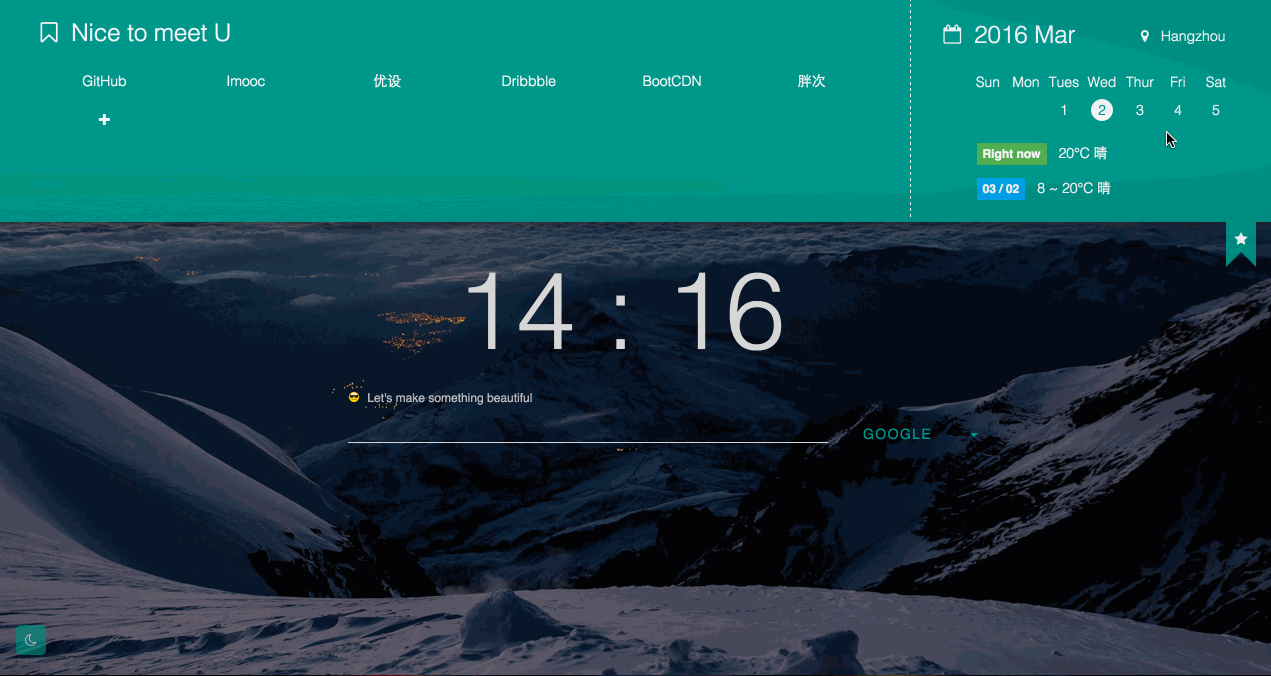 Nice to meet U
GitHub Imooc 优设 Dribbble BootCDN 胖次
2016 Mar Hangzhou
Sun Mon Tues Wed Thur Fri Sat
1 2 3 4 5
Right now 20℃ 晴
03 / 02 8 ~ 20℃ 晴
14 : 16
Let's make something beautiful
GOOGLE